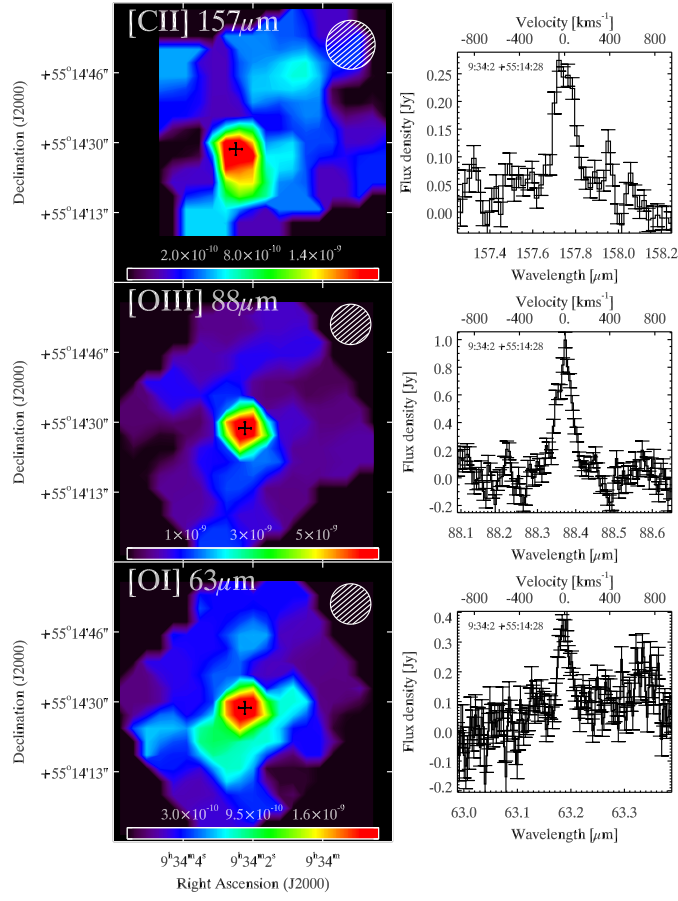 [CII] 157μm
Declination (J2000)
+55°14'46"
+55°14'30"
+55°14'13"
2.0×10⁻¹⁰ 8.0×10⁻¹⁰ 1.4×10⁻⁹
Velocity [kms⁻¹]
-800 -400 0. 400 800
9:34:2 +55:14:28
Flux density [Jy]
0.25
0.20
0.15
0.10
0.05
0.00
157.4 157.6 157.8 158.0 158.2
Wavelength [μm]
[OIII] 88μm
Declination (J2000)
+55°14'46"
+55°14'30"
+55°14'13"
1×10⁻⁹ 3×10⁻⁹ 5×10⁻⁹
Velocity [kms⁻¹]
-800 -400 0 400 800
9:34:2 +55:14:28
Flux density [Jy]
1.0
0.8
0.6
0.4
0.2
0.0
-0.2
88.1 88.2 88.3 88.4 88.5 88.6
Wavelength [μm]
[OI] 63μm
Declination (J2000)
+55°14'46"
+55°14'30"
+55°14'13"
3.0×10⁻¹⁰ 9.5×10⁻¹⁰ 1.6×10⁻⁹
9ʰ34ᵐ4ˢ 9ʰ34ᵐ2ˢ 9ʰ34ᵐ
Right Ascension (J2000)
Velocity [kms⁻¹]
-800 -400 0 400 800
9:34:2 +55:14:28
Flux density [Jy]
0.4
0.3
0.2
0.1
0.0
-0.1
-0.2
63.0 63.1 63.2 63.3
Wavelength [μm]